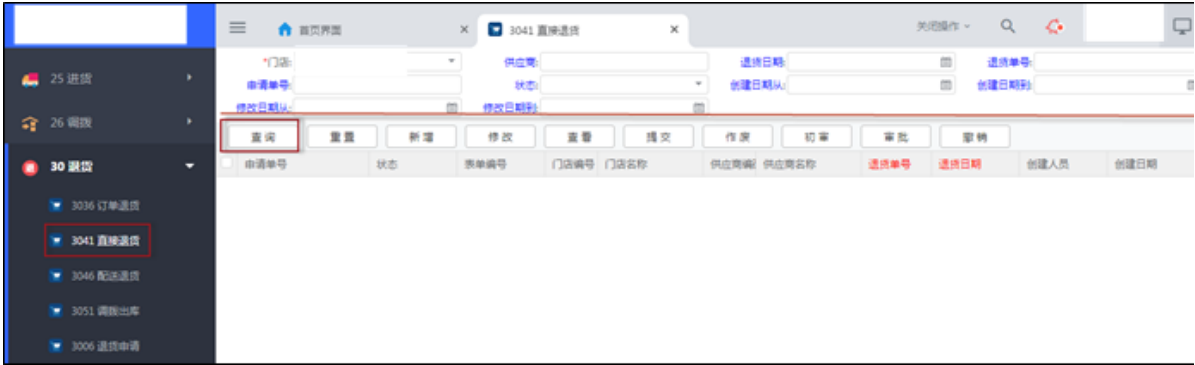 首页界面
3041 直接退货
关闭操作
25 进货
26 调拨
30 退货
3036 订单退货
3041 直接退货
3046 配送退货
3051 调拨出库
3006 退货申请
*门店: 供应商: 退货日期: 退货单号:
申请单号: 状态: 创建日期从: 创建日期到:
修改日期从: 修改日期到:
查询 重置 新增 修改 查看 提交 作废 初审 审批 撤销
申请单号 状态 表单编号 门店编号 门店名称 供应商编 供应商名称 退货单号 退货日期 创建人员 创建日期